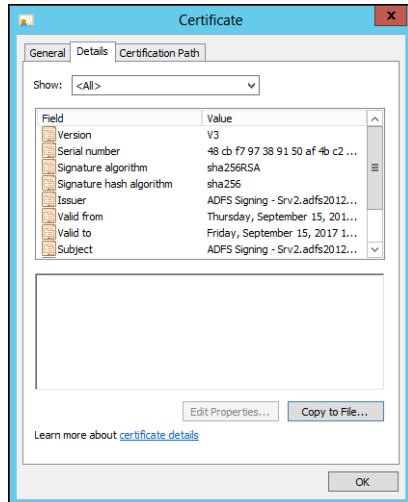 Certificate
x
General Details Certification Path
Show: <All>
Field Value
Version V3
Serial number 48 cb f7 97 38 91 50 af 4b c2 ...
Signature algorithm sha256RSA
Signature hash algorithm sha256
Issuer ADFS Signing - Srv2.adfs2012...
Valid from Thursday, September 15, 201...
Valid to Friday, September 15, 2017 1...
Subject ADFS Signing - Srv2.adfs2012...
Edit Properties... Copy to File...
Learn more about certificate details
OK